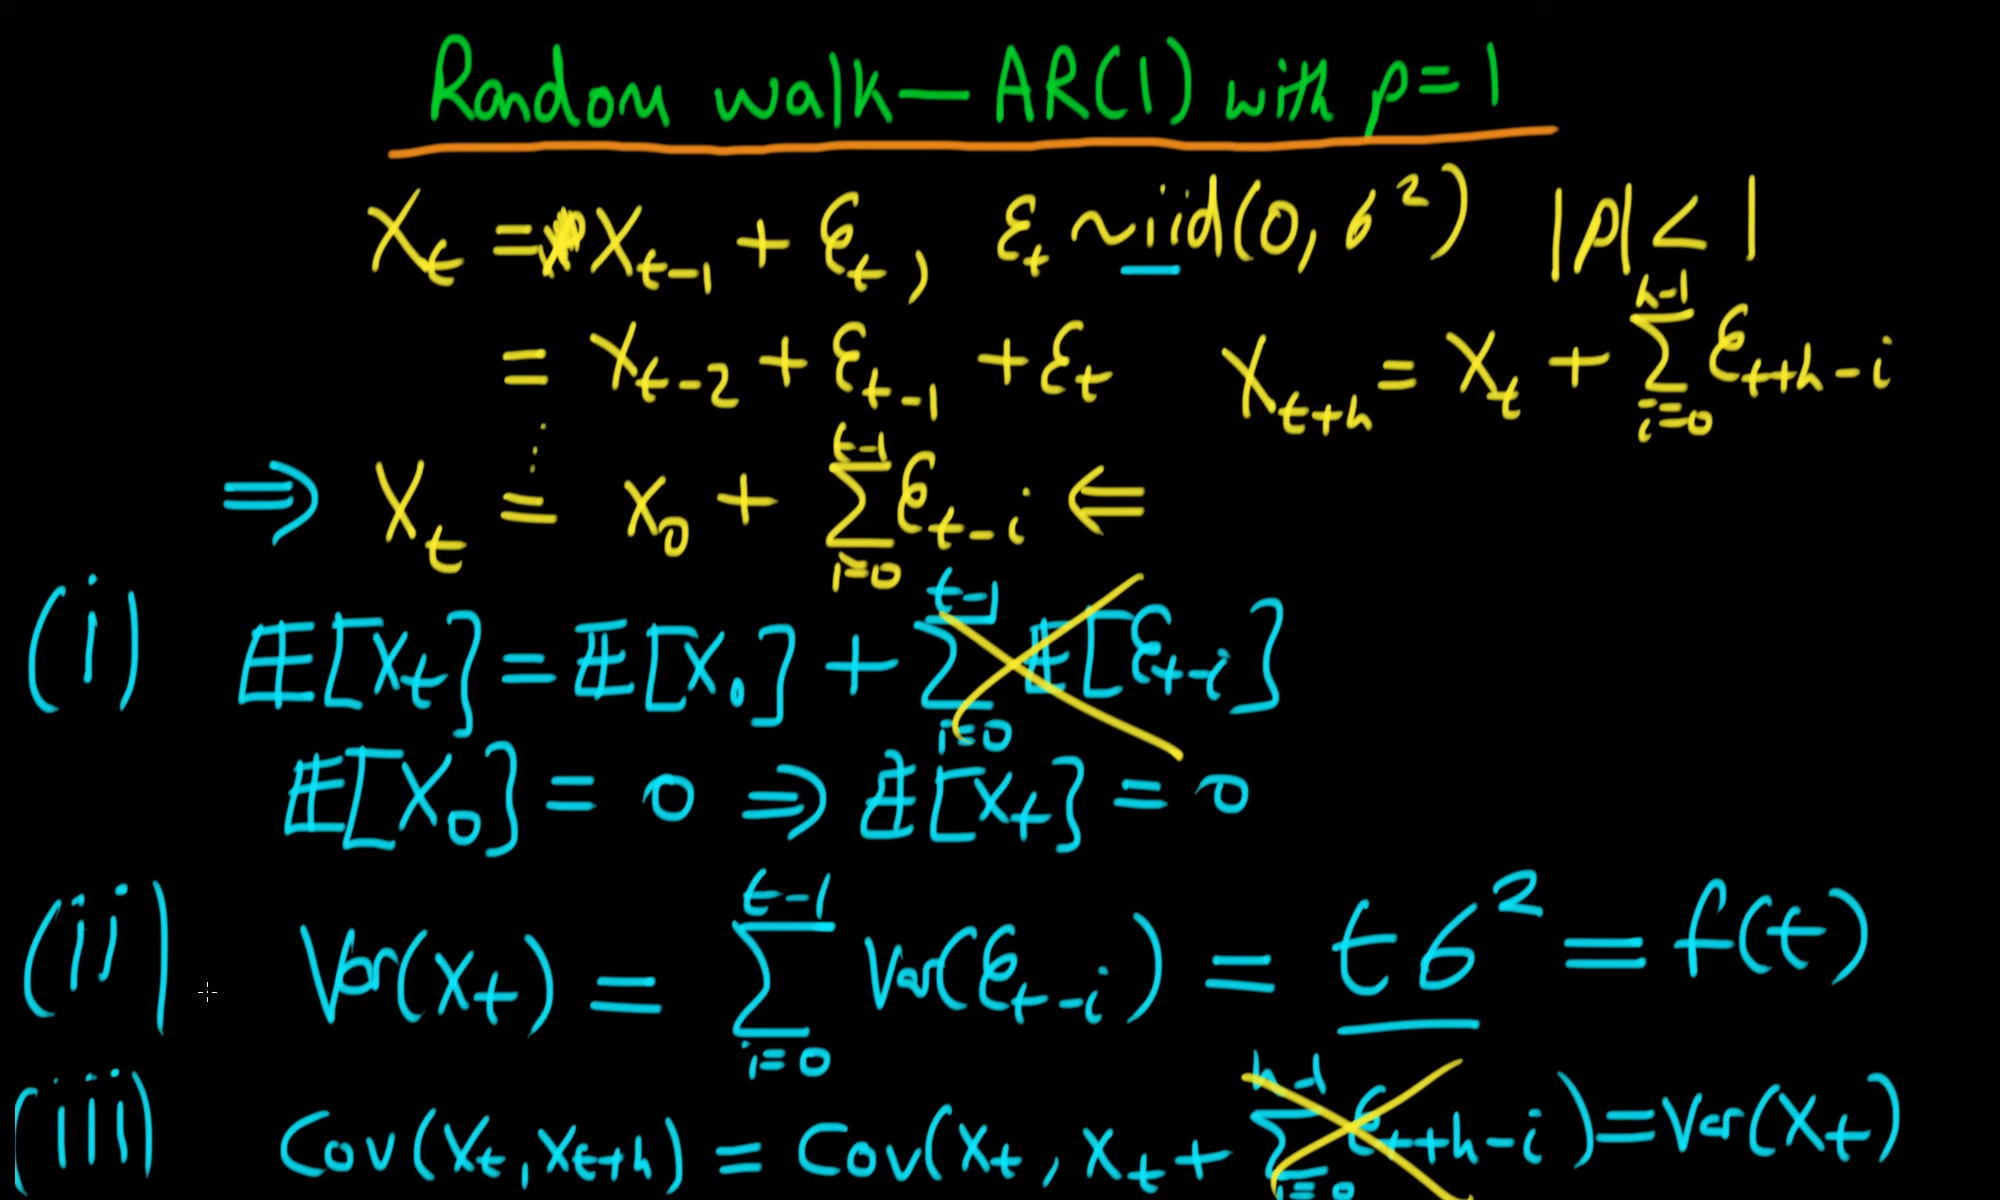 Random walk — AR(1) with ρ = 1
X_t = ρX_{t-1} + ε_t, ε_t ~ iid(0, σ²) |ρ| < 1
= X_{t-2} + ε_{t-1} + ε_t X_{t+h} = X_t + Σ_{i=0}^{h-1} ε_{t+h-i}
⋮
⇒ X_t = X_0 + Σ_{i=0}^{t-1} ε_{t-i} ⇐
(i) E[X_t] = E[X_0] + Σ_{i=0}^{t-1} E[ε_{t-i}]
E[X_0] = 0 ⇒ E[X_t] = 0
(ii) Var(X_t) = Σ_{i=0}^{t-1} Var(ε_{t-i}) = tσ² = f(t)
(iii) Cov(X_t, X_{t+h}) = Cov(X_t, X_t + Σ_{i=0}^{h-1} ε_{t+h-i}) = Var(X_t)